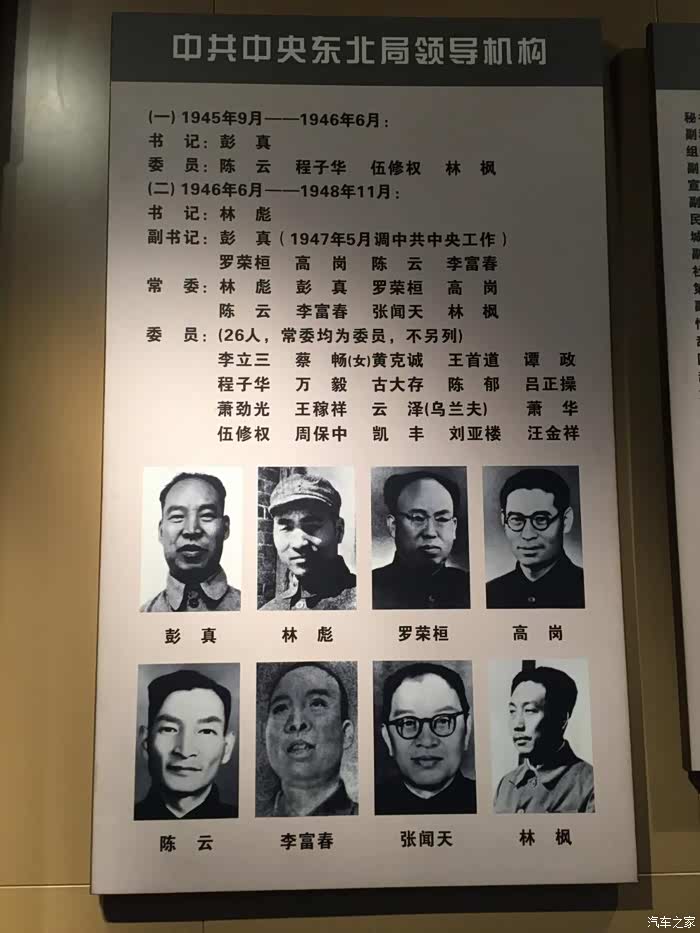 中共中央东北局领导机构
(一) 1945年9月——1946年6月：
书 记：彭 真
委 员：陈 云 程子华 伍修权 林 枫
(二) 1946年6月——1948年11月：
书 记：林 彪
副书记：彭 真（1947年5月调中共中央工作）
罗荣桓 高 岗 陈 云 李富春
常 委：林 彪 彭 真 罗荣桓 高 岗
陈 云 李富春 张闻天 林 枫
委 员：(26人，常委均为委员，不另列)
李立三 蔡 畅(女) 黄克诚 王首道 谭 政
程子华 万 毅 古大存 陈 郁 吕正操
萧劲光 王稼祥 云 泽(乌兰夫) 萧 华
伍修权 周保中 凯 丰 刘亚楼 汪金祥
彭 真 林 彪 罗荣桓 高 岗
陈 云 李富春 张闻天 林 枫
秘
副
组
副
宣
副
民
城
副
社
汽车之家